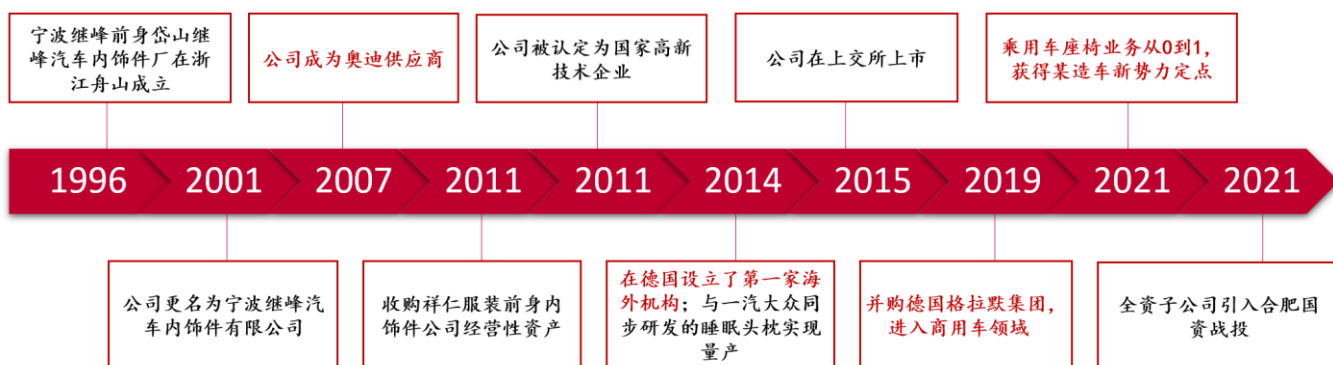 宁波继峰前身岱山继
峰汽车内饰件厂在浙
江舟山成立
公司成为奥迪供应商
公司被认定为国家高新
技术企业
公司在上交所上市
乘用车座椅业务从0到1，
获得某造车新势力定点
1996
2001
2007
2011
2011
2014
2015
2019
2021
2021
公司更名为宁波继峰汽
车内饰件有限公司
收购祥仁服装前身内
饰件公司经营性资产
在德国设立了第一家海
外机构；与一汽大众同
步研发的睡眠头枕实现
量产
并购德国格拉默集团，
进入商用车领域
全资子公司引入合肥国
资战投